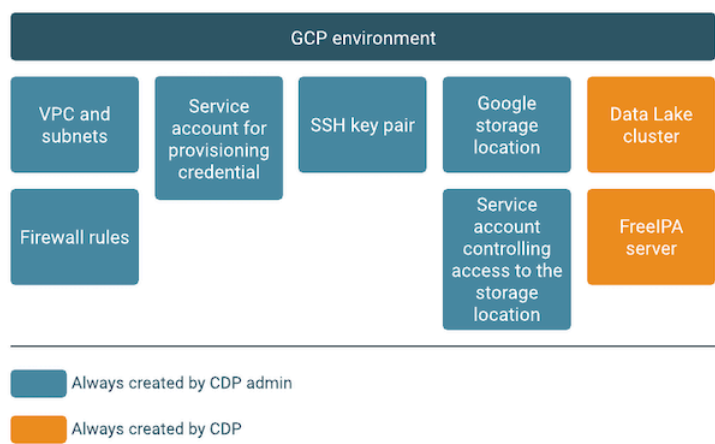 GCP environment
VPC and
subnets
Service
account for
provisioning
credential
SSH key pair
Google
storage
location
Data Lake
cluster
Firewall rules
Service
account
controlling
access to the
storage
location
FreeIPA
server
Always created by CDP admin
Always created by CDP